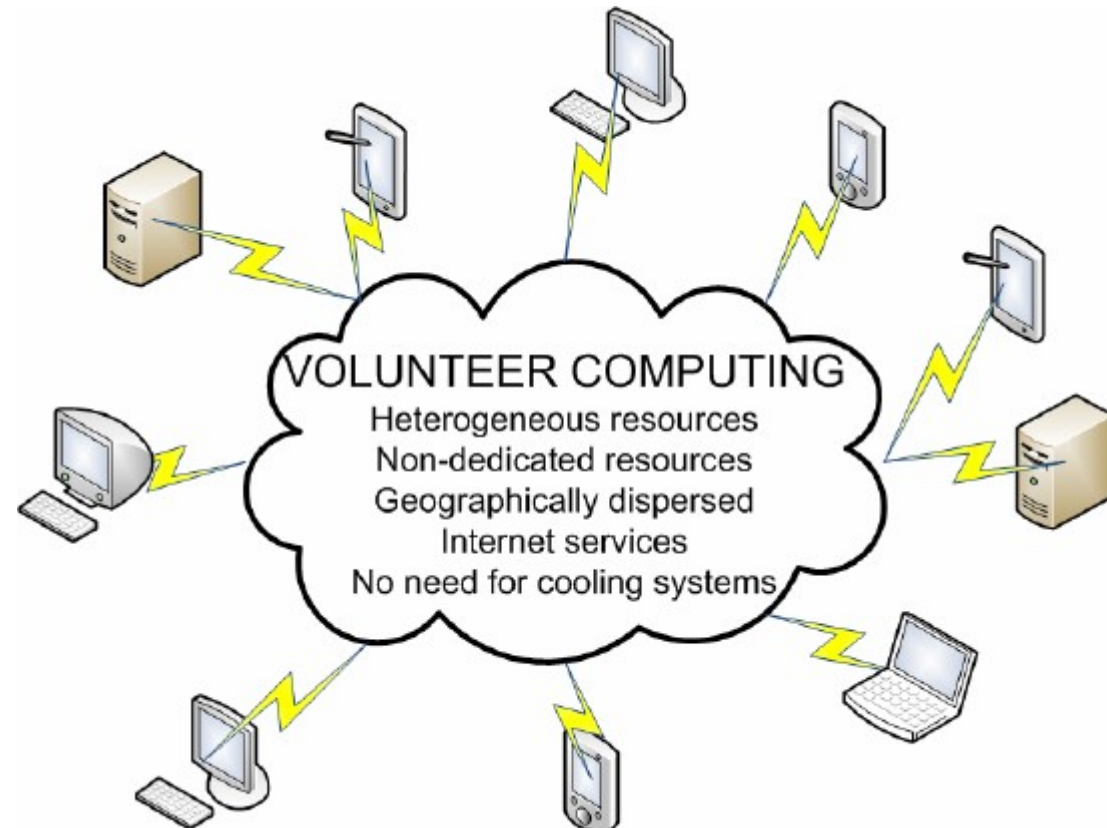 VOLUNTEER COMPUTING
Heterogeneous resources
Non-dedicated resources
Geographically dispersed
Internet services
No need for cooling systems